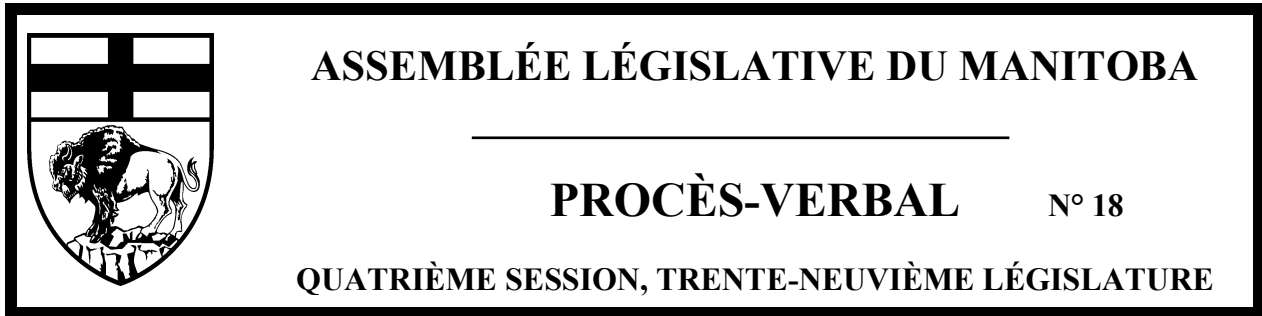 ASSEMBLÉE LÉGISLATIVE DU MANITOBA
PROCÈS-VERBAL N° 18
QUATRIÈME SESSION, TRENTE-NEUVIÈME LÉGISLATURE